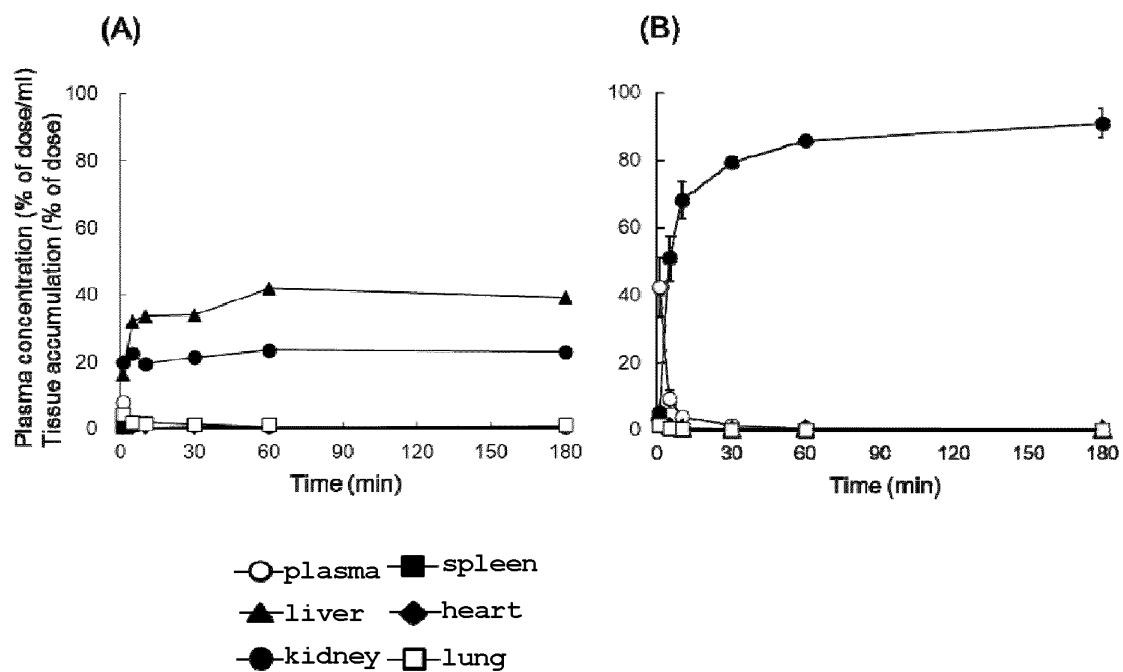 (A)
(B)
Plasma concentration (% of dose/ml)
Tissue accumulation (% of dose)
100
80
60
40
20
0
0 30 60 90 120 150 180
Time (min)
100
80
60
40
20
0
0 30 60 90 120 150 180
Time (min)
plasma
spleen
liver
heart
kidney
lung